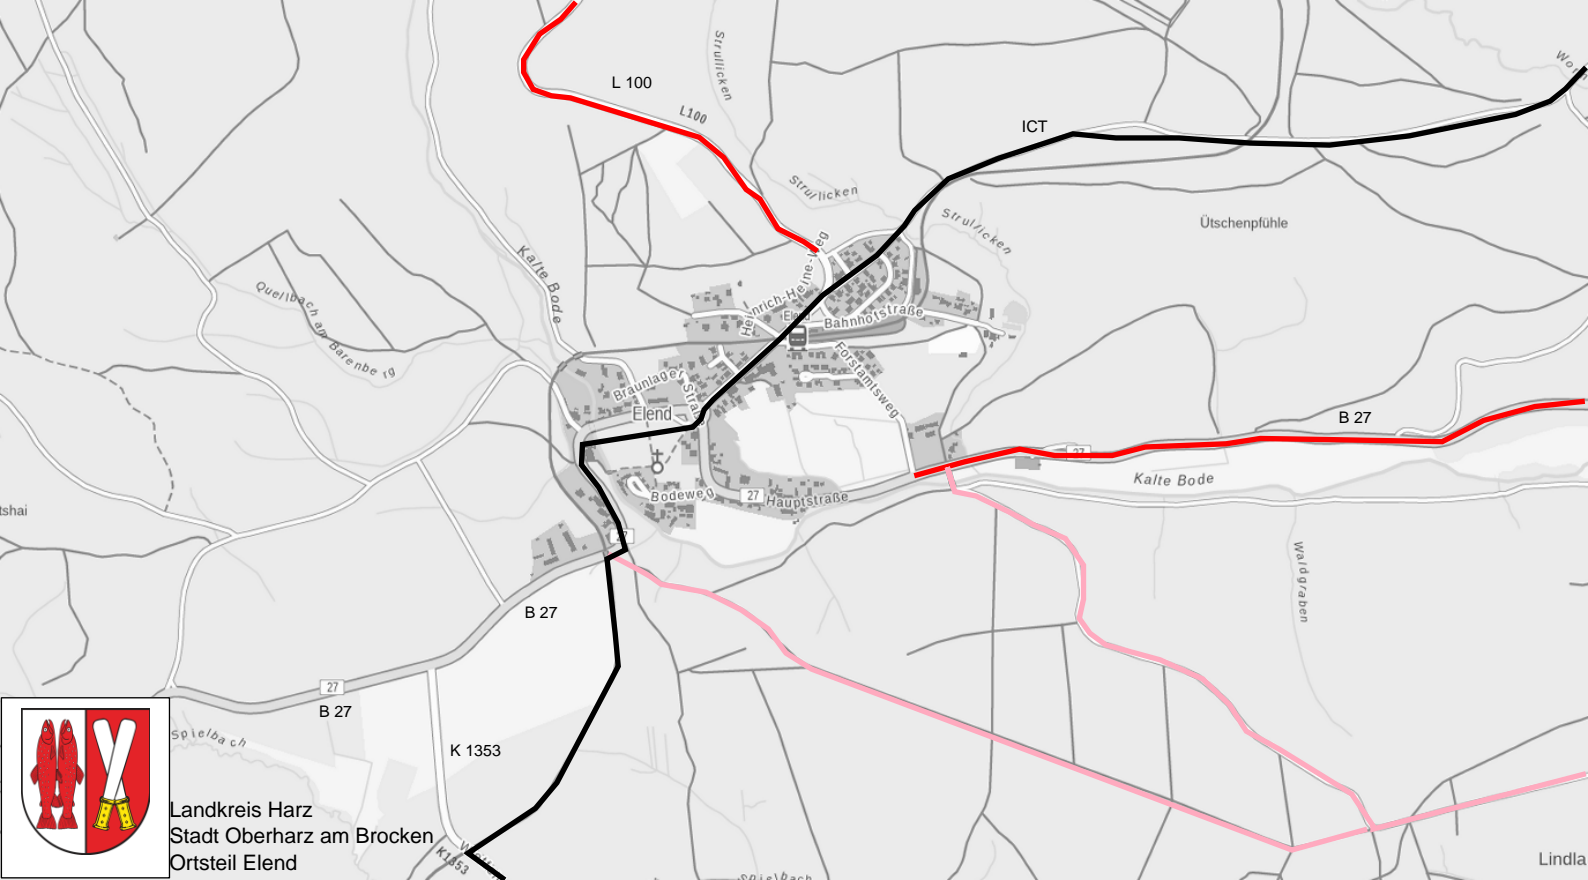 L 100
L100
Strullicken
ICT
Strullicken
Strullicken
Ütschenpfühle
Kalte Bode
Quellbach am Barenberg
Heinrich-Heine-Weg
Elend
Bahnhofstraße
Forstamtsweg
Braunlager Straße
Elend
B 27
27
Kalte Bode
Bodeweg
27
Hauptstraße
27
tshai
Waldgraben
B 27
27
B 27
Spielbach
K 1353
K1353
Landkreis Harz
Stadt Oberharz am Brocken
Ortsteil Elend
Spielbach
Lindla